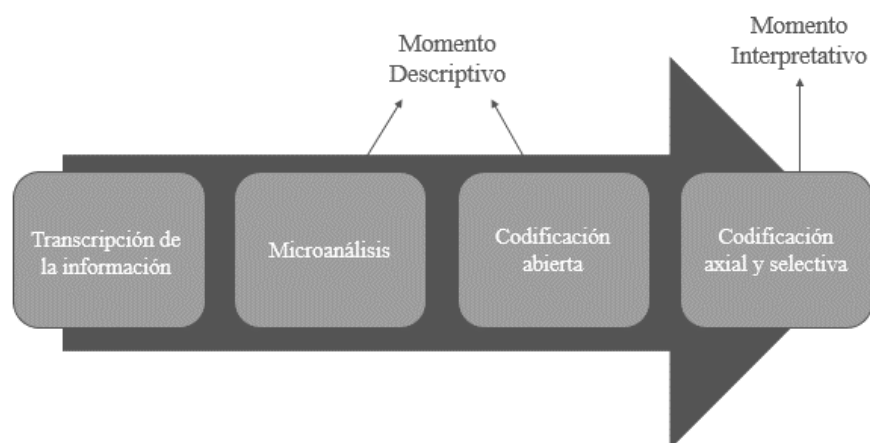 Momento
Descriptivo
Momento
Interpretativo
Transcripción de
la información
Microanálisis
Codificación
abierta
Codificación
axial y selectiva